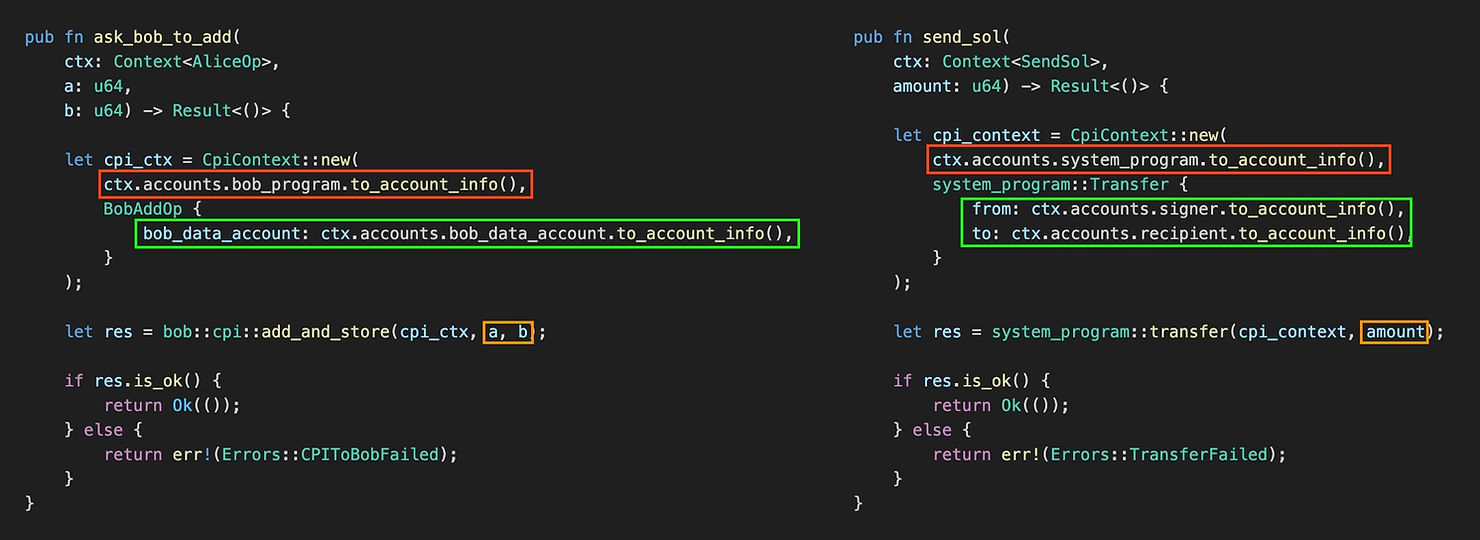 pub fn ask_bob_to_add(
    ctx: Context<AliceOp>,
    a: u64,
    b: u64) -> Result<()> {

    let cpi_ctx = CpiContext::new(
        ctx.accounts.bob_program.to_account_info(),
        BobAddOp {
            bob_data_account: ctx.accounts.bob_data_account.to_account_info(),
        }
    );

    let res = bob::cpi::add_and_store(cpi_ctx, a, b);

    if res.is_ok() {
        return Ok(());
    } else {
        return err!(Errors::CPIToBobFailed);
    }
}

pub fn send_sol(
    ctx: Context<SendSol>,
    amount: u64) -> Result<()> {

    let cpi_context = CpiContext::new(
        ctx.accounts.system_program.to_account_info(),
        system_program::Transfer {
            from: ctx.accounts.signer.to_account_info(),
            to: ctx.accounts.recipient.to_account_info(),
        }
    );

    let res = system_program::transfer(cpi_context, amount);

    if res.is_ok() {
        return Ok(());
    } else {
        return err!(Errors::TransferFailed);
    }
}